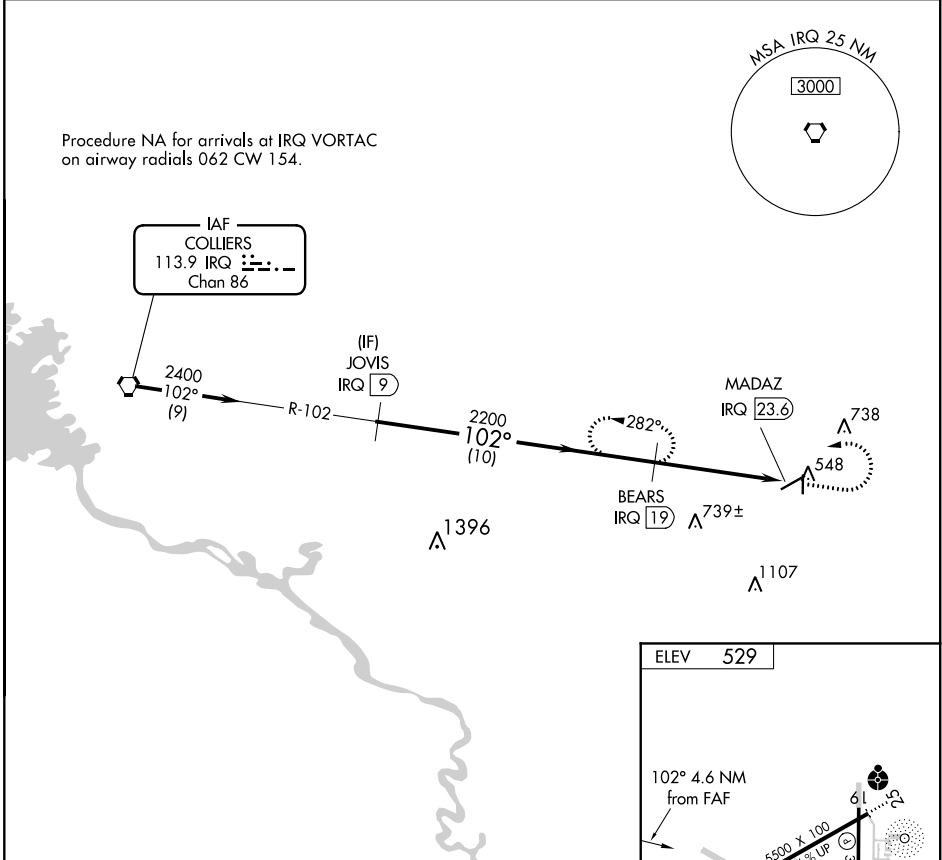 MSA IRQ 25 NM
3000
Procedure NA for arrivals at IRQ VORTAC
on airway radials 062 CW 154.
IAF
COLLIERS
113.9 IRQ
Chan 86
2400
102°
(9)
R-102
(IF)
JOVIS
IRQ 9
2200
102°
(10)
282°
BEARS
IRQ 19
MADAZ
IRQ 23.6
738
548
739±
1396
1107
ELEV 529
102° 4.6 NM
from FAF
19
25
5500 X 100
% UP
P